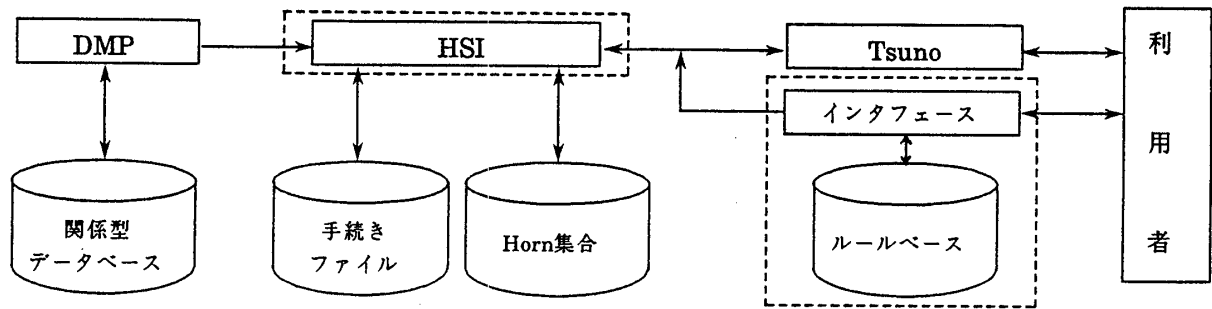 DMP
HSI
Tsuno
インタフェース
利用者
関係型
データベース
手続き
ファイル
Horn集合
ルールベース